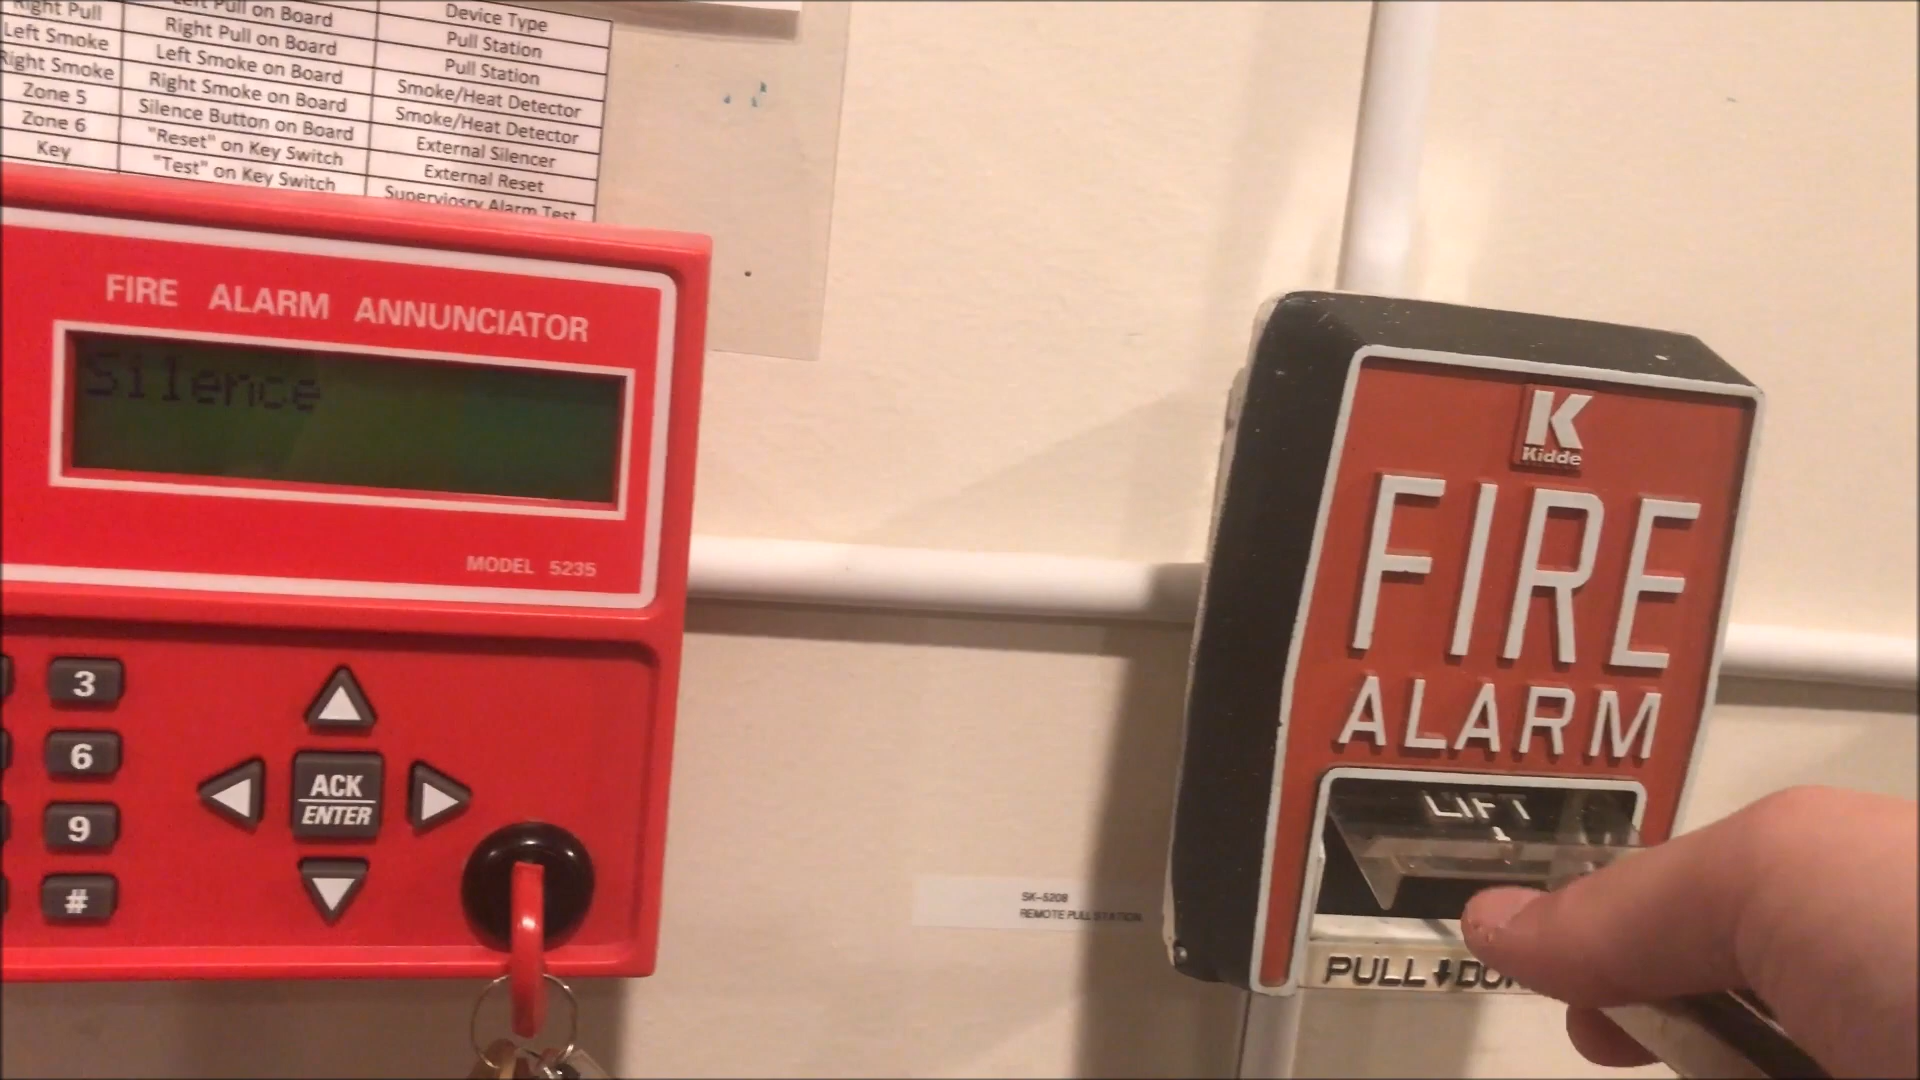 Right Pull Left Pull on Board Device Type
Left Smoke Right Pull on Board Pull Station
Right Smoke Left Smoke on Board Pull Station
Zone 5 Right Smoke on Board Smoke/Heat Detector
Zone 6 Silence Button on Board Smoke/Heat Detector
Key "Reset" on Key Switch External Silencer
"Test" on Key Switch External Reset
Superviosry Alarm Test
FIRE ALARM ANNUNCIATOR
Silence
MODEL 5235
3
6
9
#
ACK
ENTER
SK-5208
REMOTE PULL STATION
K
Kidde
FIRE
ALARM
LIFT
PULL